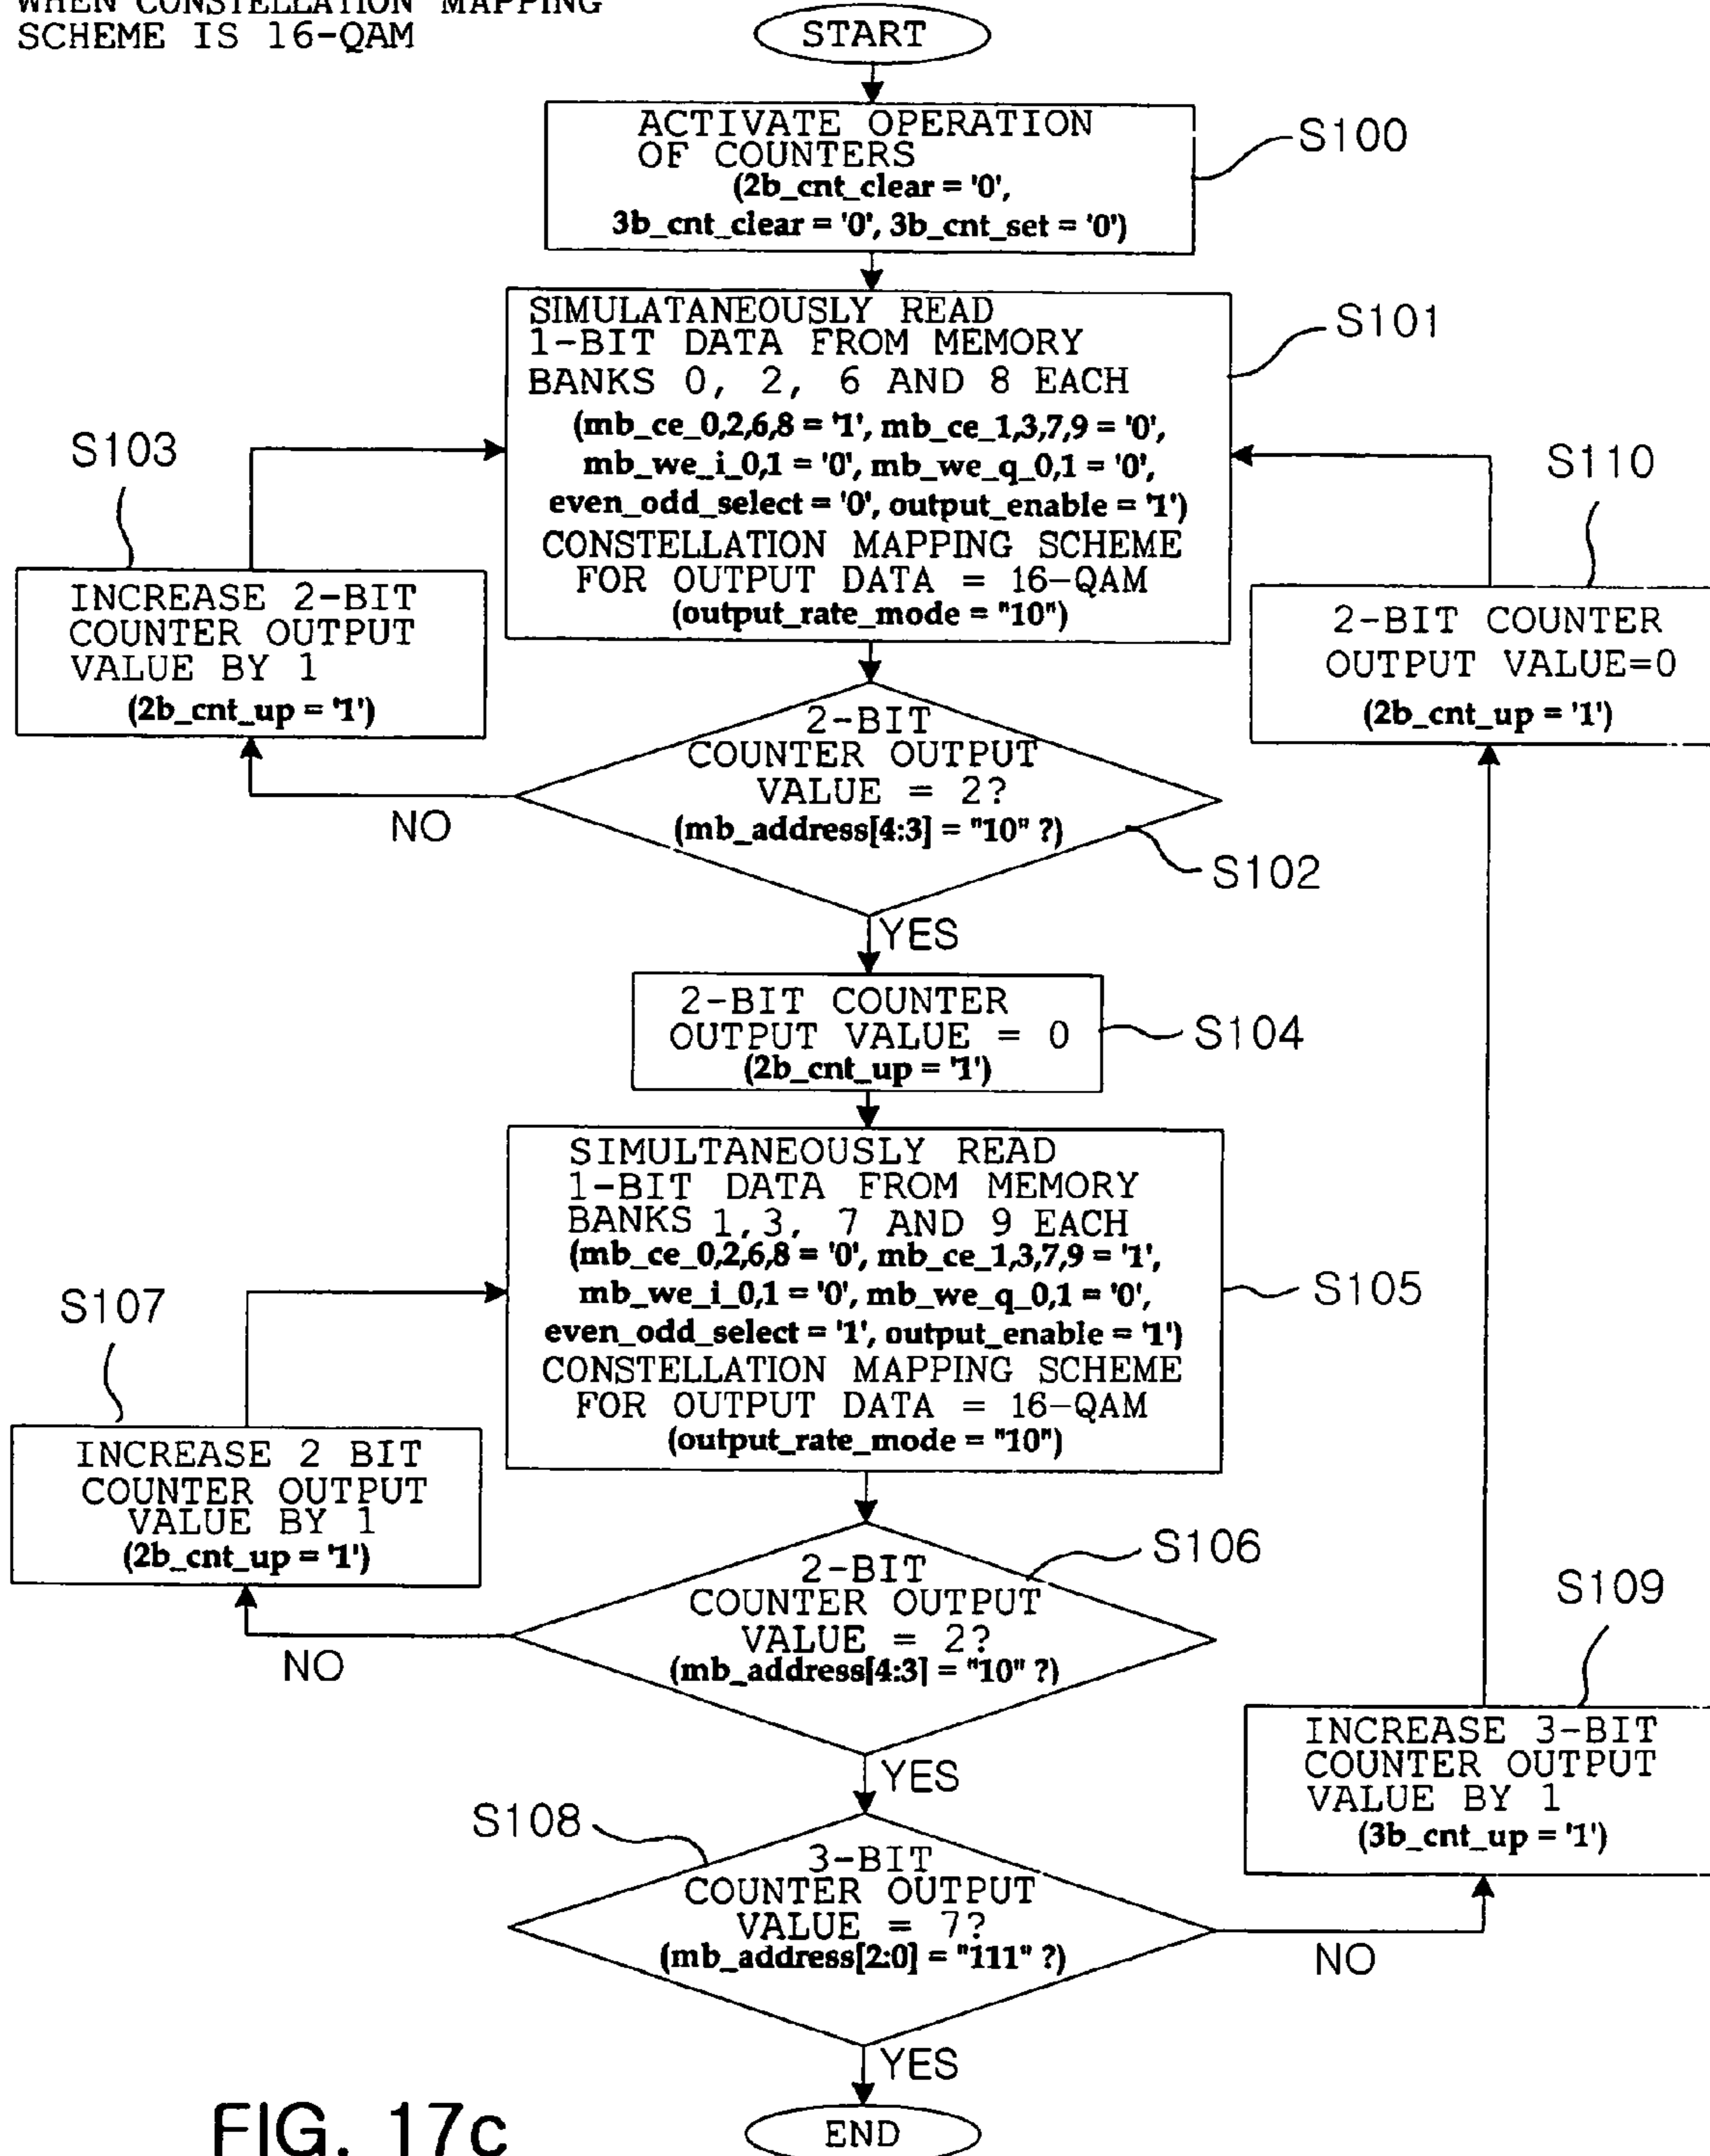 WHEN CONSTELLATION MAPPING
SCHEME IS 16-QAM
START
ACTIVATE OPERATION
OF COUNTERS
(2b_cnt_clear = '0',
3b_cnt_clear = '0', 3b_cnt_set = '0')
S100
SIMULATANEOUSLY READ
1-BIT DATA FROM MEMORY
BANKS 0, 2, 6 AND 8 EACH
(mb_ce_0,2,6,8 = '1', mb_ce_1,3,7,9 = '0',
mb_we_i_0,1 = '0', mb_we_q_0,1 = '0',
even_odd_select = '0', output_enable = '1')
CONSTELLATION MAPPING SCHEME
FOR OUTPUT DATA = 16-QAM
(output_rate_mode = "10")
S101
S103
INCREASE 2-BIT
COUNTER OUTPUT
VALUE BY 1
(2b_cnt_up = '1')
S110
2-BIT COUNTER
OUTPUT VALUE=0
(2b_cnt_up = '1')
2-BIT
COUNTER OUTPUT
VALUE = 2?
(mb_address[4:3] = "10" ?)
NO
S102
YES
2-BIT COUNTER
OUTPUT VALUE = 0
(2b_cnt_up = '1')
S104
SIMULTANEOUSLY READ
1-BIT DATA FROM MEMORY
BANKS 1,3, 7 AND 9 EACH
(mb_ce_0,2,6,8 = '0', mb_ce_1,3,7,9 = '1',
mb_we_i_0,1 = '0', mb_we_q_0,1 = '0',
even_odd_select = '1', output_enable = '1')
CONSTELLATION MAPPING SCHEME
FOR OUTPUT DATA = 16-QAM
(output_rate_mode = "10")
S105
S107
INCREASE 2 BIT
COUNTER OUTPUT
VALUE BY 1
(2b_cnt_up = '1')
2-BIT
COUNTER OUTPUT
VALUE = 2?
(mb_address[4:3] = "10" ?)
S106
NO
YES
S109
INCREASE 3-BIT
COUNTER OUTPUT
VALUE BY 1
(3b_cnt_up = '1')
S108
3-BIT
COUNTER OUTPUT
VALUE = 7?
(mb_address[2:0] = "111" ?)
NO
YES
END
FIG. 17c